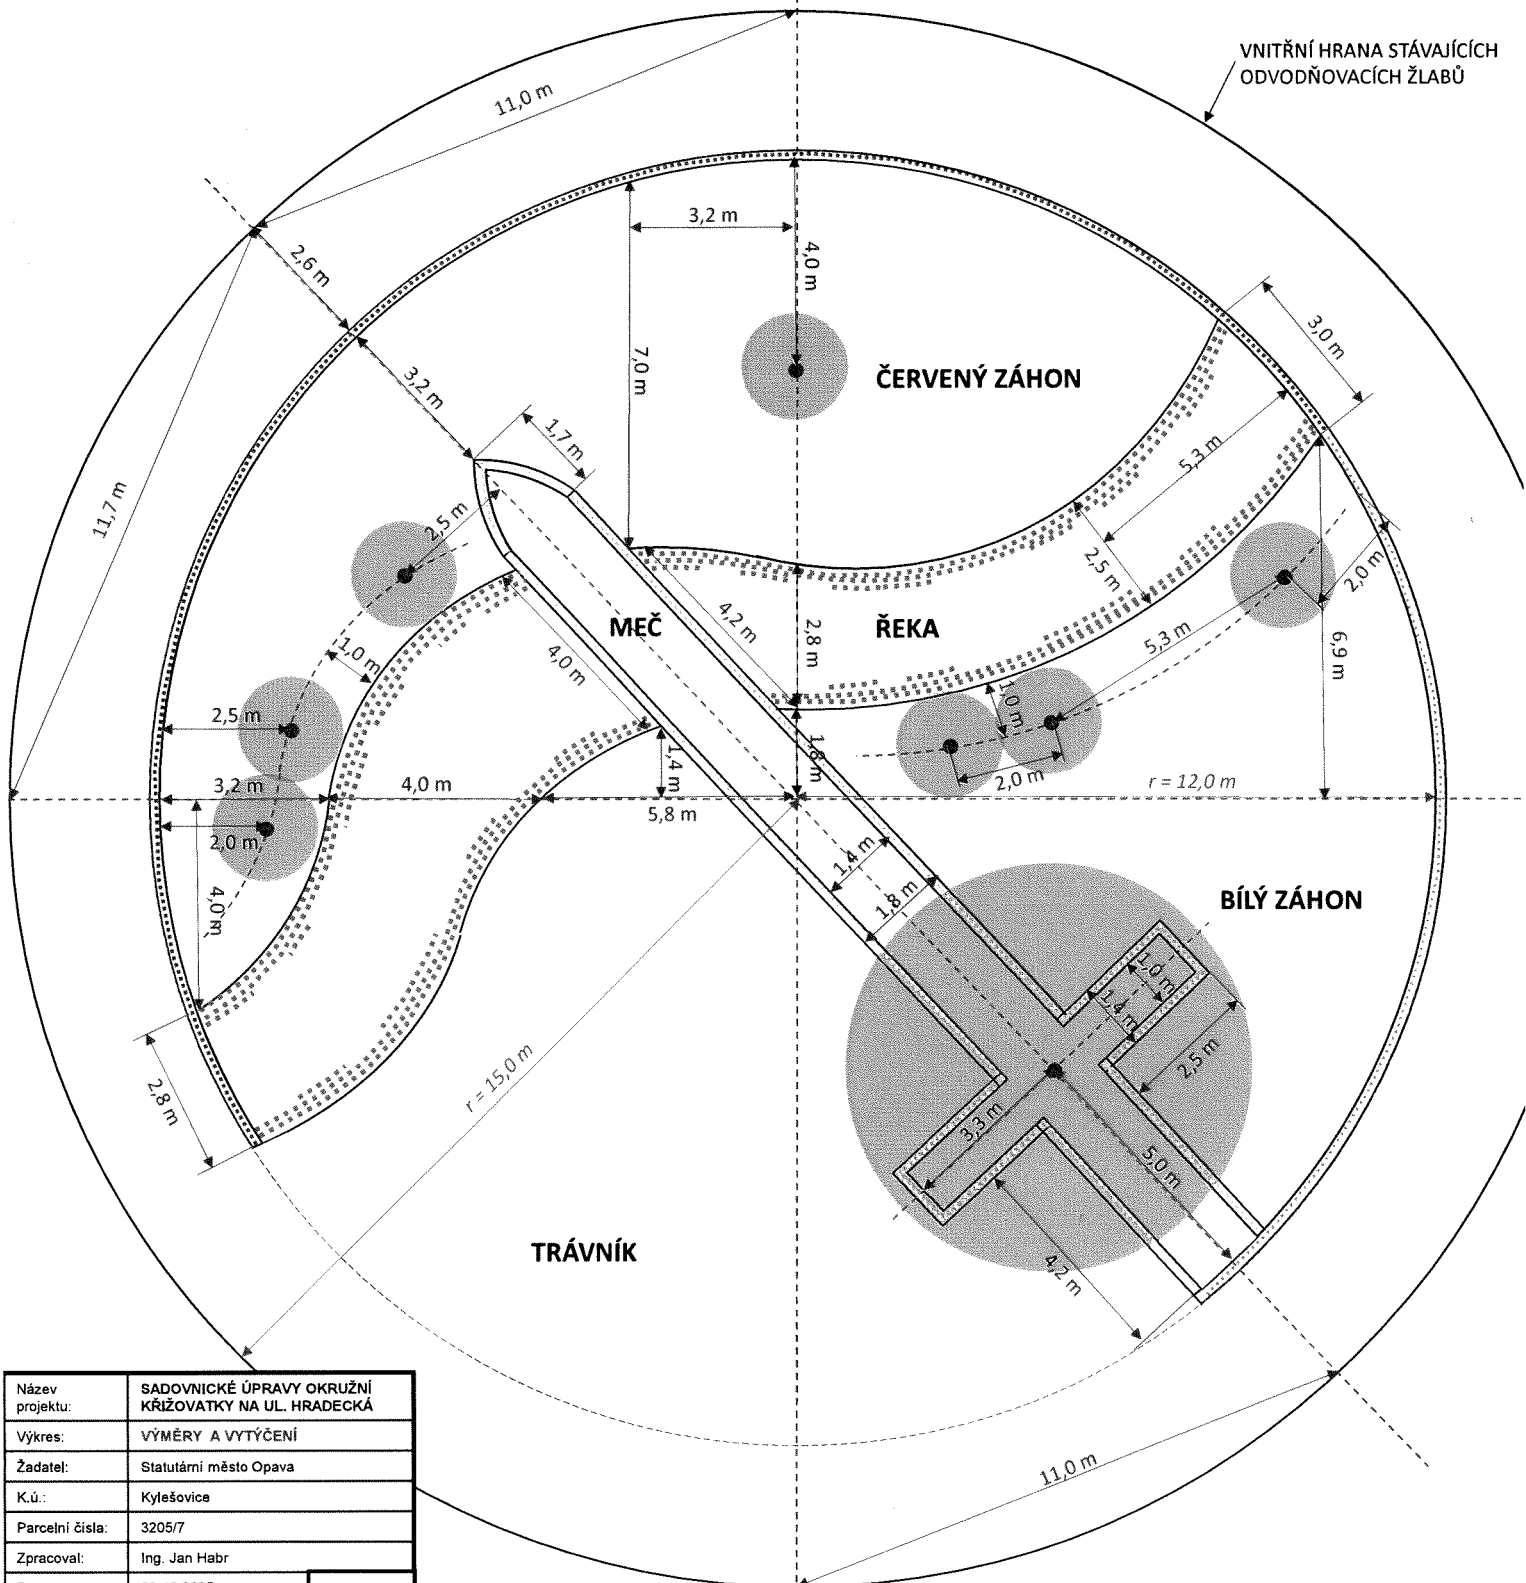 VNITŘNÍ HRANA STÁVAJÍCÍCH
ODVODŇOVACÍCH ŽLABŮ
11,0 m
2,6 m
3,2 m
4,0 m
3,0 m
3,2 m
7,0 m
ČERVENÝ ZÁHON
1,7 m
5,3 m
11,7 m
2,5 m
2,5 m
2,0 m
MEČ
4,2 m
ŘEKA
2,8 m
5,3 m
6,9 m
1,0 m
4,0 m
1,0 m
2,5 m
1,4 m
1,8 m
2,0 m
3,2 m
4,0 m
5,8 m
r = 12,0 m
2,0 m
4,0 m
1,4 m
1,8 m
BÍLÝ ZÁHON
1,0 m
1,4 m
2,5 m
2,8 m
r = 15,0 m
3,3 m
5,0 m
TRÁVNÍK
4,2 m
11,0 m
Název projektu: SADOVNICKÉ ÚPRAVY OKRUŽNÍ
KŘIŽOVATKY NA UL. HRADECKÁ
Výkres: VÝMĚRY A VYTÝČENÍ
Žadatel: Statutární město Opava
K.ú.: Kylešovice
Parcelní čísla: 3205/7
Zpracoval: Ing. Jan Habr